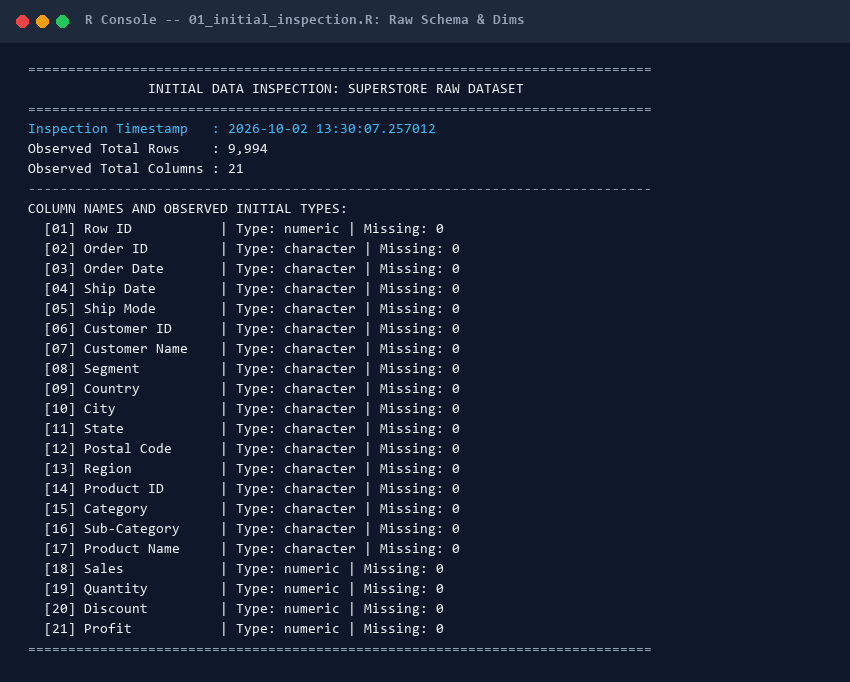 R Console -- 01_initial_inspection.R: Raw Schema & Dims
==============================================================================
INITIAL DATA INSPECTION: SUPERSTORE RAW DATASET
==============================================================================
Inspection Timestamp   : 2026-10-02 13:30:07.257012
Observed Total Rows    : 9,994
Observed Total Columns : 21
------------------------------------------------------------------------------
COLUMN NAMES AND OBSERVED INITIAL TYPES:
[01] Row ID           | Type: numeric | Missing: 0
[02] Order ID         | Type: character | Missing: 0
[03] Order Date       | Type: character | Missing: 0
[04] Ship Date        | Type: character | Missing: 0
[05] Ship Mode        | Type: character | Missing: 0
[06] Customer ID      | Type: character | Missing: 0
[07] Customer Name    | Type: character | Missing: 0
[08] Segment          | Type: character | Missing: 0
[09] Country          | Type: character | Missing: 0
[10] City             | Type: character | Missing: 0
[11] State            | Type: character | Missing: 0
[12] Postal Code      | Type: character | Missing: 0
[13] Region           | Type: character | Missing: 0
[14] Product ID       | Type: character | Missing: 0
[15] Category         | Type: character | Missing: 0
[16] Sub-Category     | Type: character | Missing: 0
[17] Product Name     | Type: character | Missing: 0
[18] Sales            | Type: numeric | Missing: 0
[19] Quantity         | Type: numeric | Missing: 0
[20] Discount         | Type: numeric | Missing: 0
[21] Profit           | Type: numeric | Missing: 0
==============================================================================